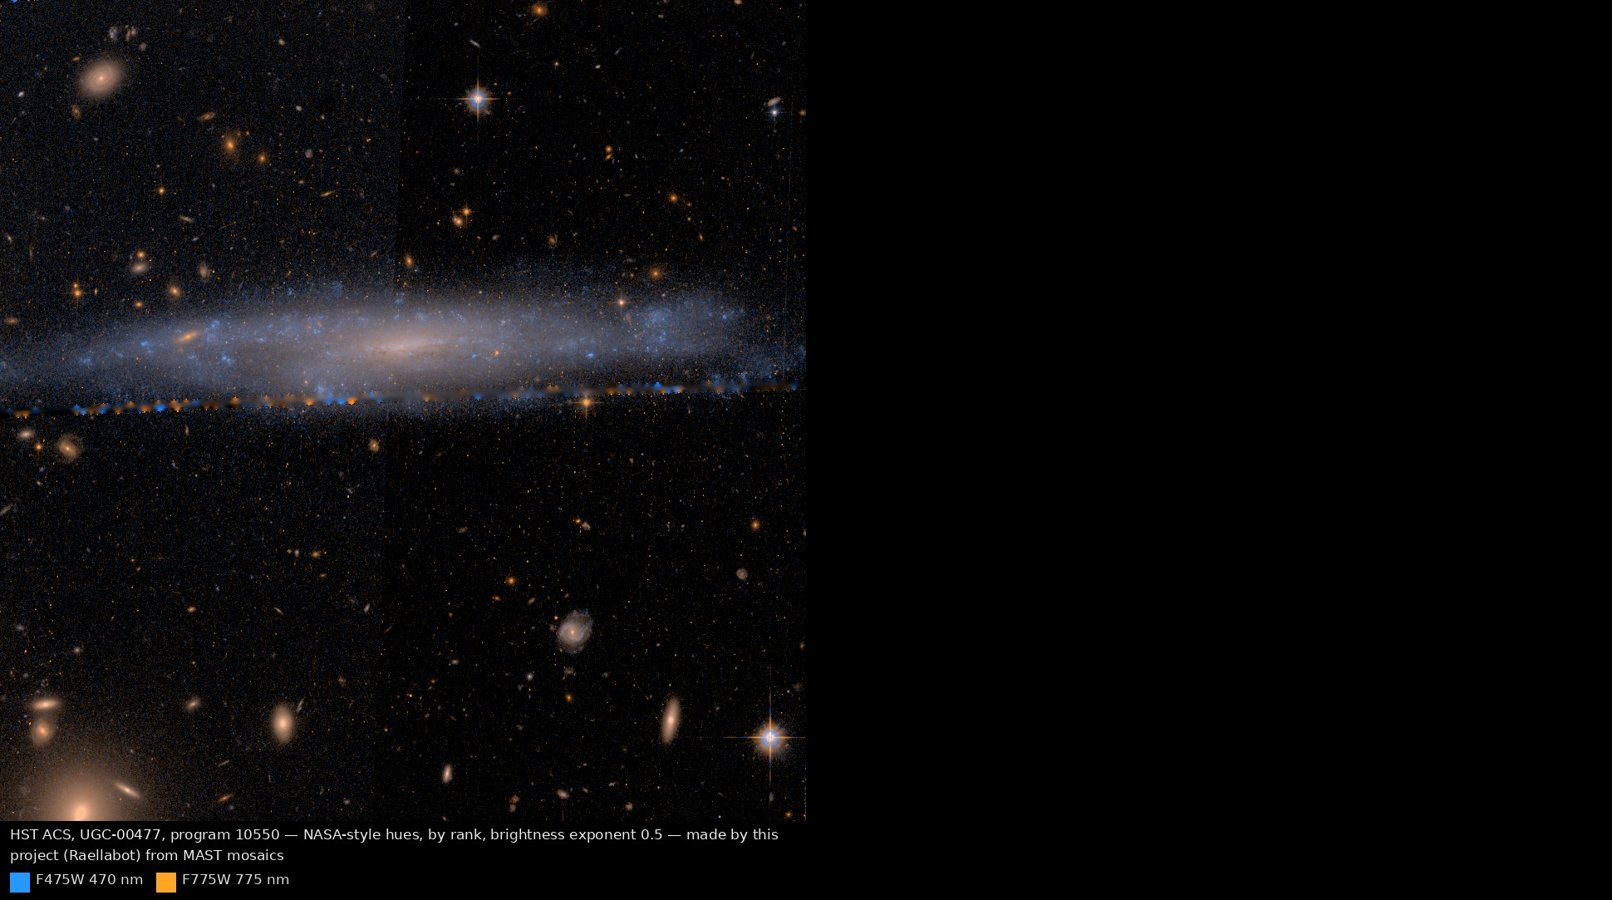 HST ACS, UGC-00477, program 10550 — NASA-style hues, by rank, brightness exponent 0.5 — made by this
project (Raellabot) from MAST mosaics
F475W 470 nm F775W 775 nm